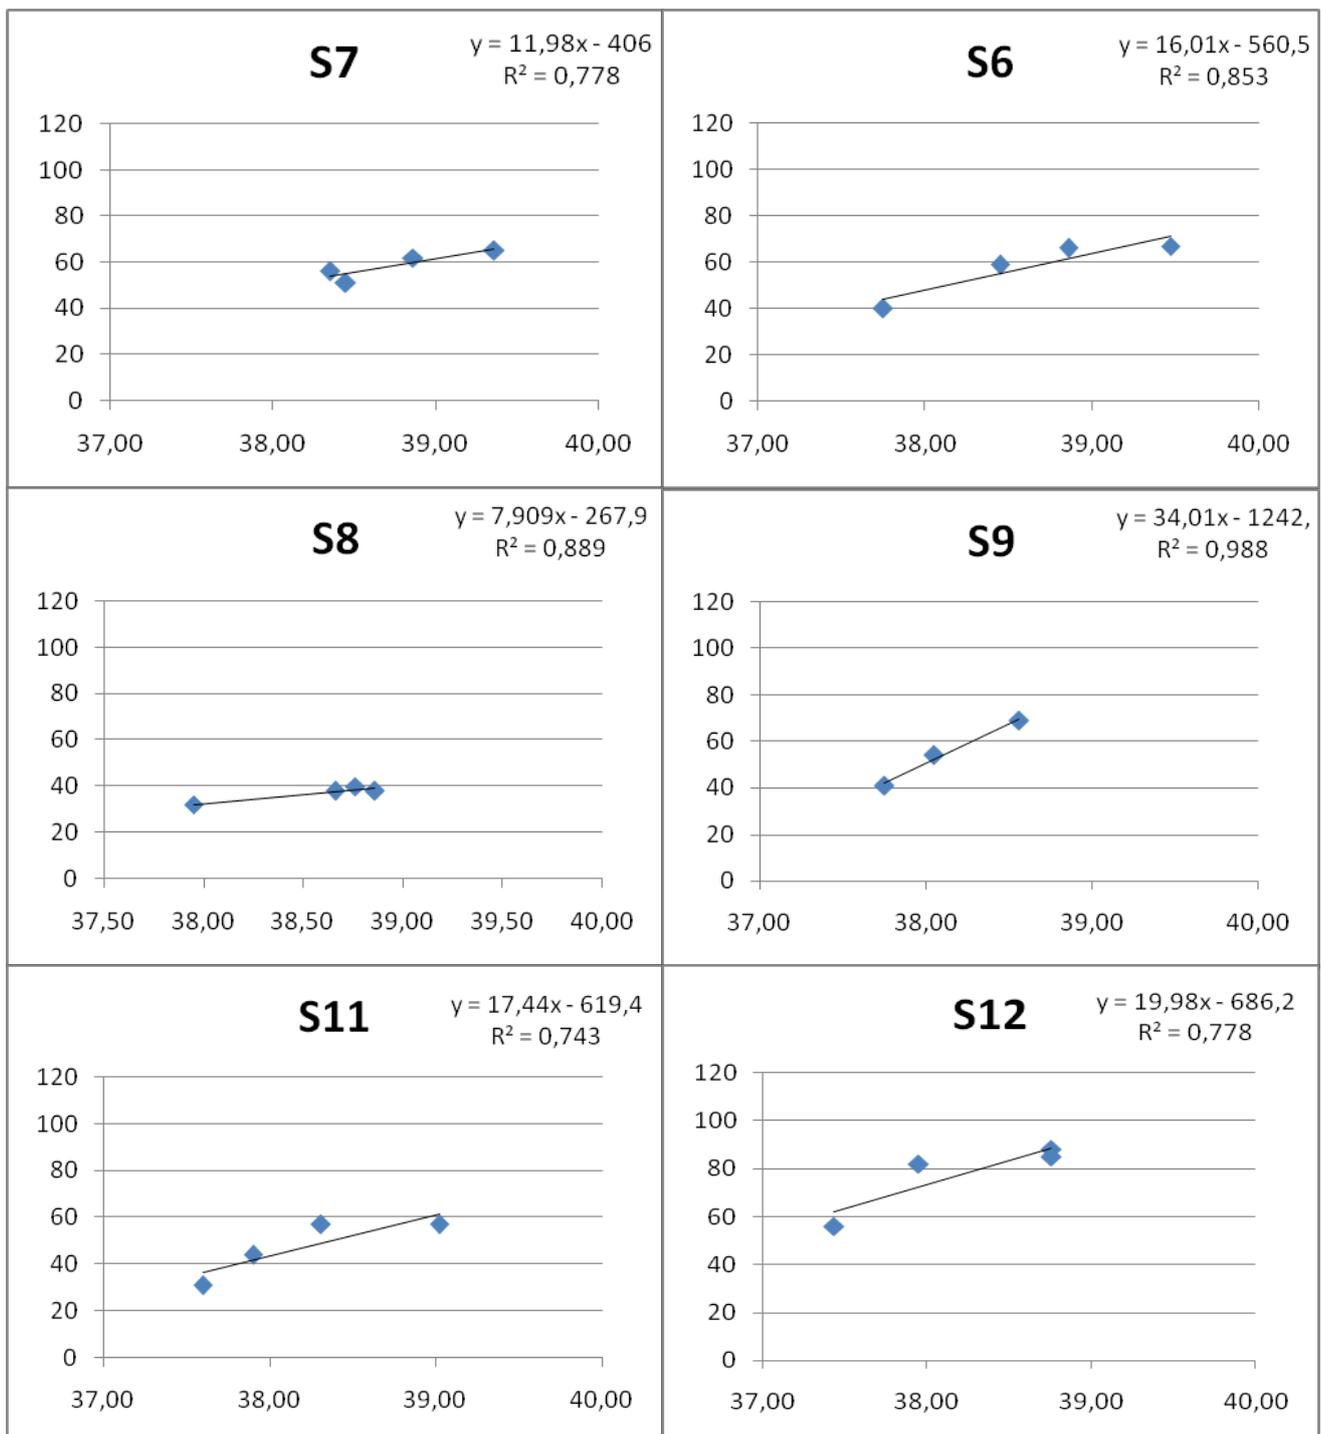 S7
y = 11,98x - 406
R² = 0,778
120
100
80
60
40
20
0
37,00 38,00 39,00 40,00
S6
y = 16,01x - 560,5
R² = 0,853
120
100
80
60
40
20
0
37,00 38,00 39,00 40,00
S8
y = 7,909x - 267,9
R² = 0,889
120
100
80
60
40
20
0
37,50 38,00 38,50 39,00 39,50 40,00
S9
y = 34,01x - 1242,
R² = 0,988
120
100
80
60
40
20
0
37,00 38,00 39,00 40,00
S11
y = 17,44x - 619,4
R² = 0,743
120
100
80
60
40
20
0
37,00 38,00 39,00 40,00
S12
y = 19,98x - 686,2
R² = 0,778
120
100
80
60
40
20
0
37,00 38,00 39,00 40,00